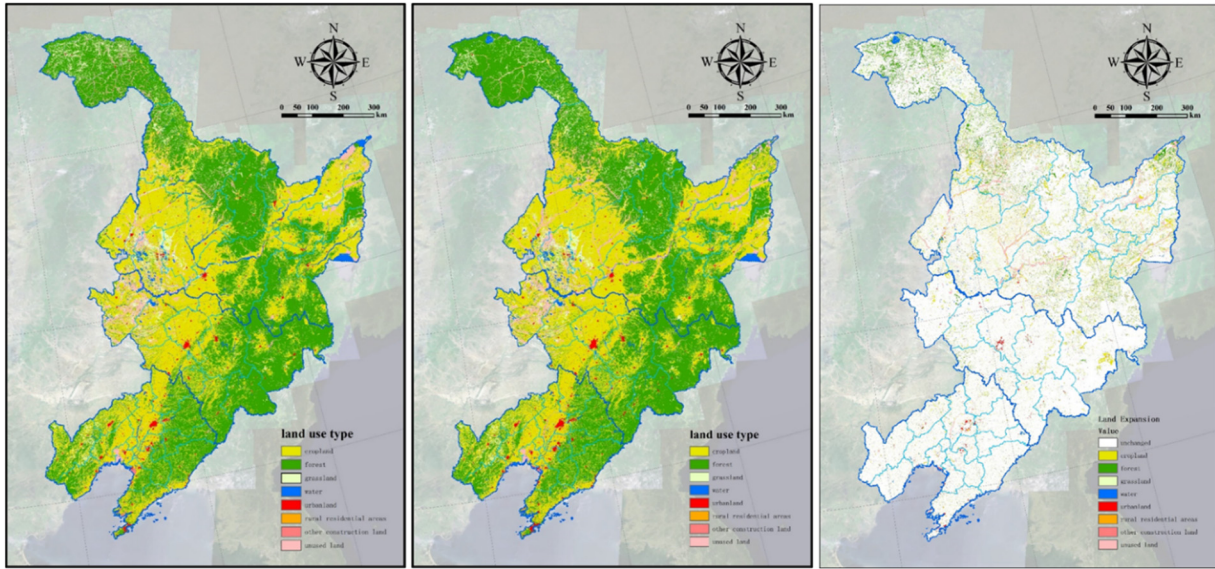 N
W E
S
0 50 100 200 300
km
land use type
cropland
forest
grassland
water
urbanland
rural residential areas
other construction land
unused land
N
W E
S
0 50 100 200 300
km
land use type
cropland
forest
grassland
water
urbanland
rural residential areas
other construction land
unused land
N
W E
S
0 50 100 200 300
km
Land Expansion
Value
unchanged
cropland
forest
grassland
water
urbanland
rural residential areas
other construction land
unused land